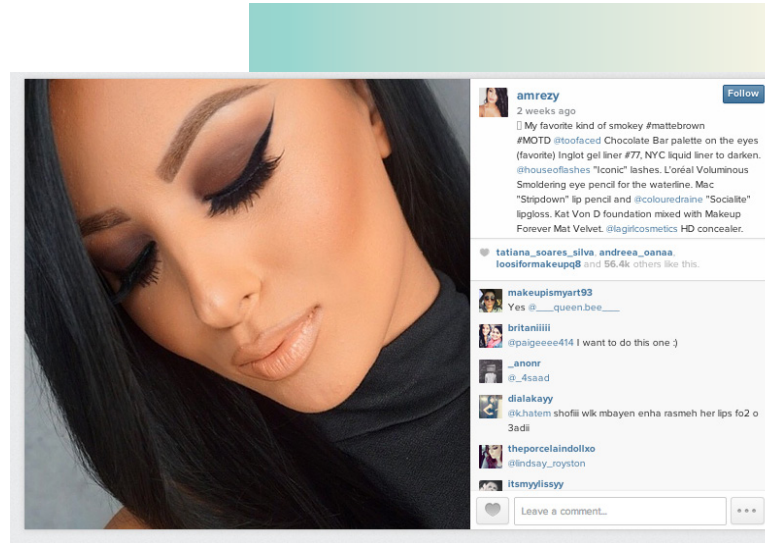 amrezy
Follow
2 weeks ago
My favorite kind of smokey #mattebrown
#MOTD @toofaced Chocolate Bar palette on the eyes
(favorite) Inglot gel liner #77, NYC liquid liner to darken.
@houseoflashes "Iconic" lashes. L'oréal Voluminous
Smoldering eye pencil for the waterline. Mac
"Stripdown" lip pencil and @colouredraine "Socialite"
lipgloss. Kat Von D foundation mixed with Makeup
Forever Mat Velvet. @lagirlcosmetics HD concealer.
tatiana_soares_silva, andreea_oanaa,
loosiformakeupq8 and 56.4k others like this.
makeupismyart93
Yes @___queen.bee___
britaniiiii
@paigeeee414 I want to do this one :)
_anonr
@_4saad
dialakayy
@k.hatem shofiii wlk mbayen enha rasmeh her lips fo2 o
3adii
theporcelaindollxo
@lindsay_royston
itsmyylissyy
Leave a comment...